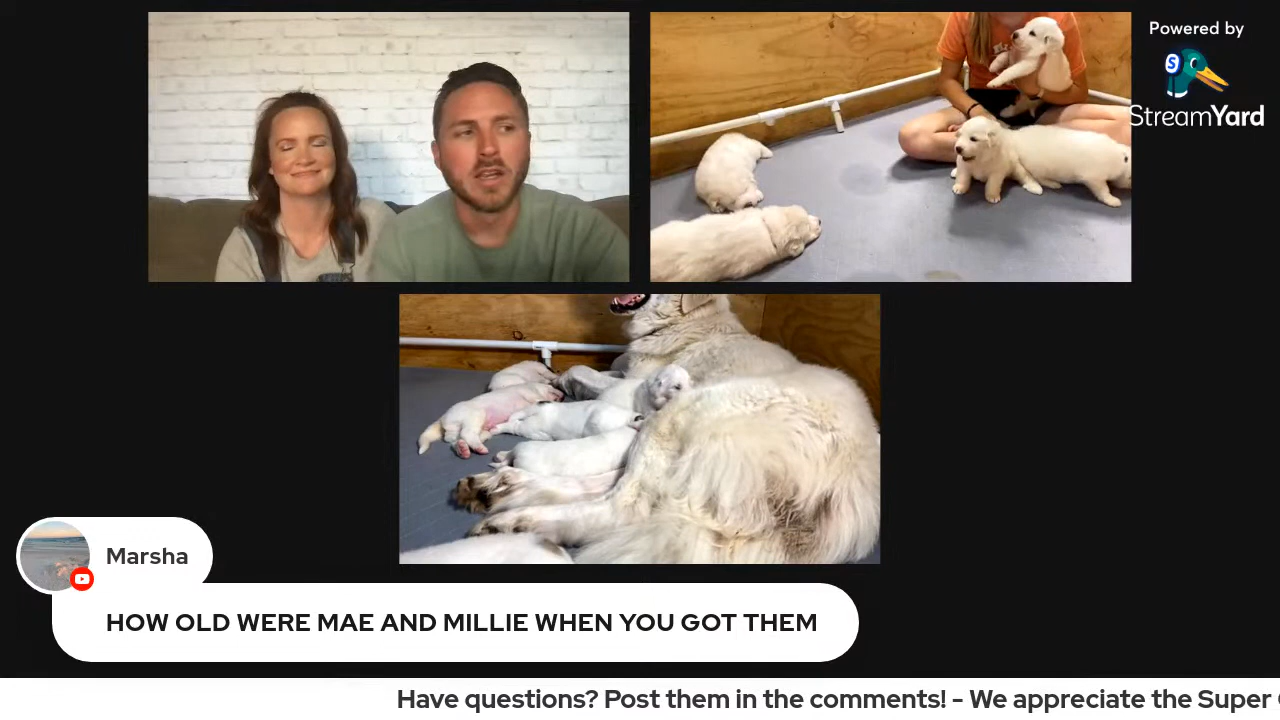 Powered by
StreamYard
Marsha
HOW OLD WERE MAE AND MILLIE WHEN YOU GOT THEM
Have questions? Post them in the comments! - We appreciate the Super